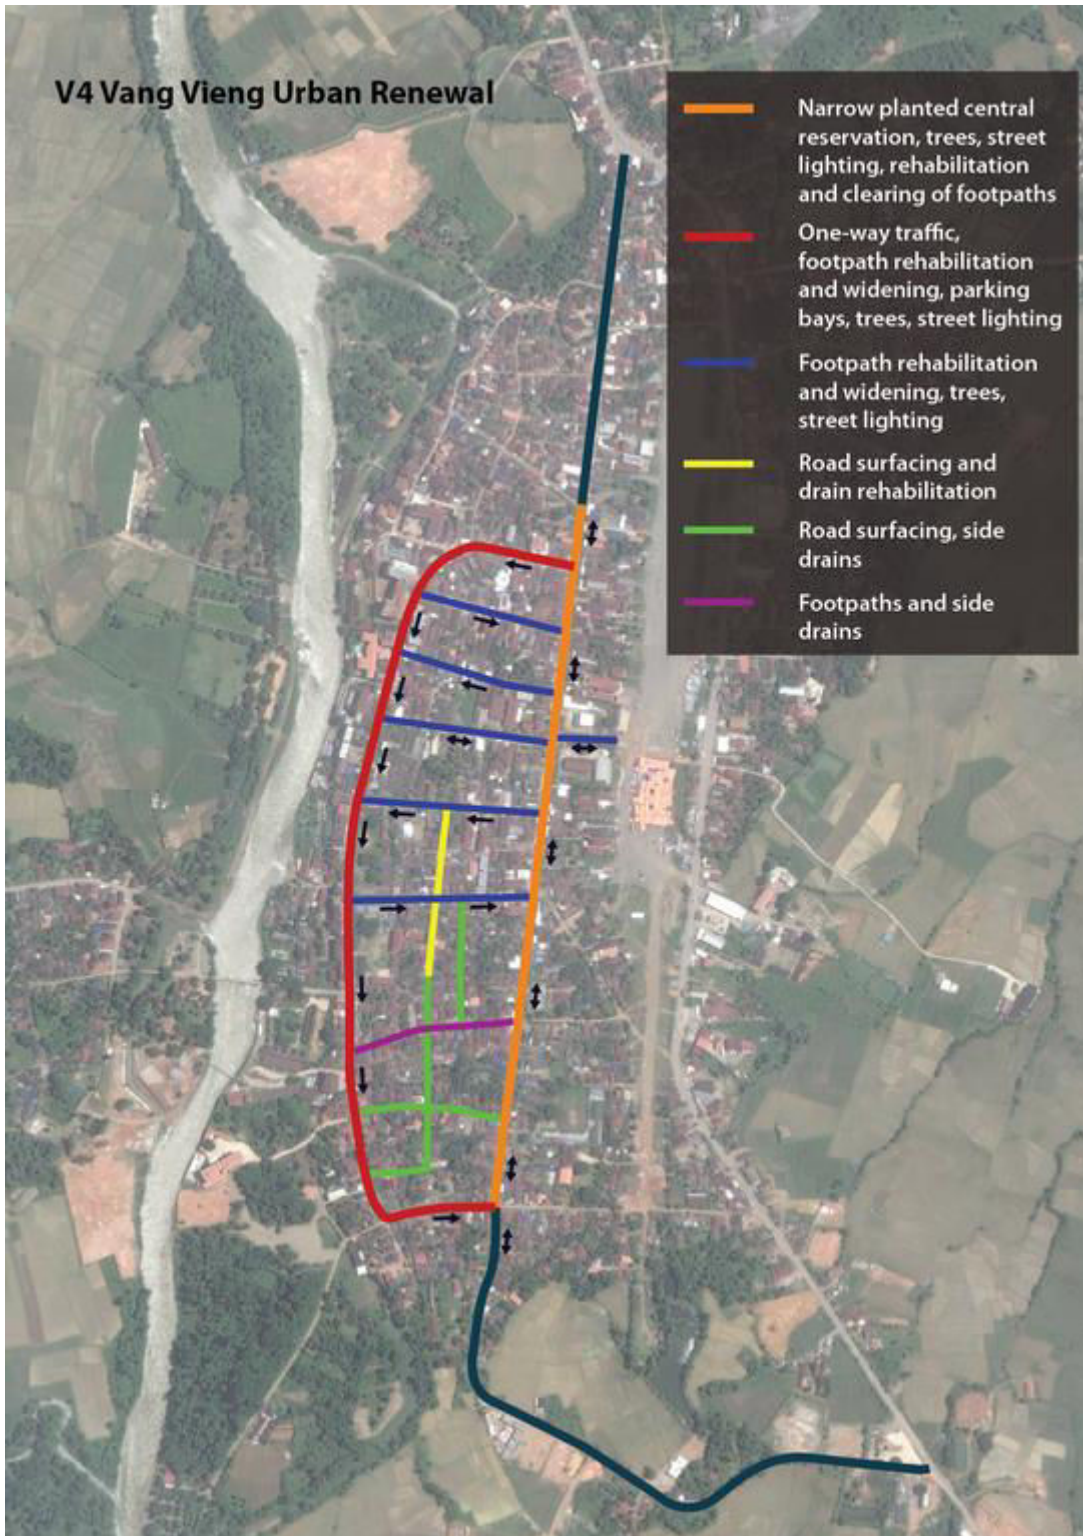 V4 Vang Vieng Urban Renewal
Narrow planted central
reservation, trees, street
lighting, rehabilitation
and clearing of footpaths
One-way traffic,
footpath rehabilitation
and widening, parking
bays, trees, street lighting
Footpath rehabilitation
and widening, trees,
street lighting
Road surfacing and
drain rehabilitation
Road surfacing, side
drains
Footpaths and side
drains